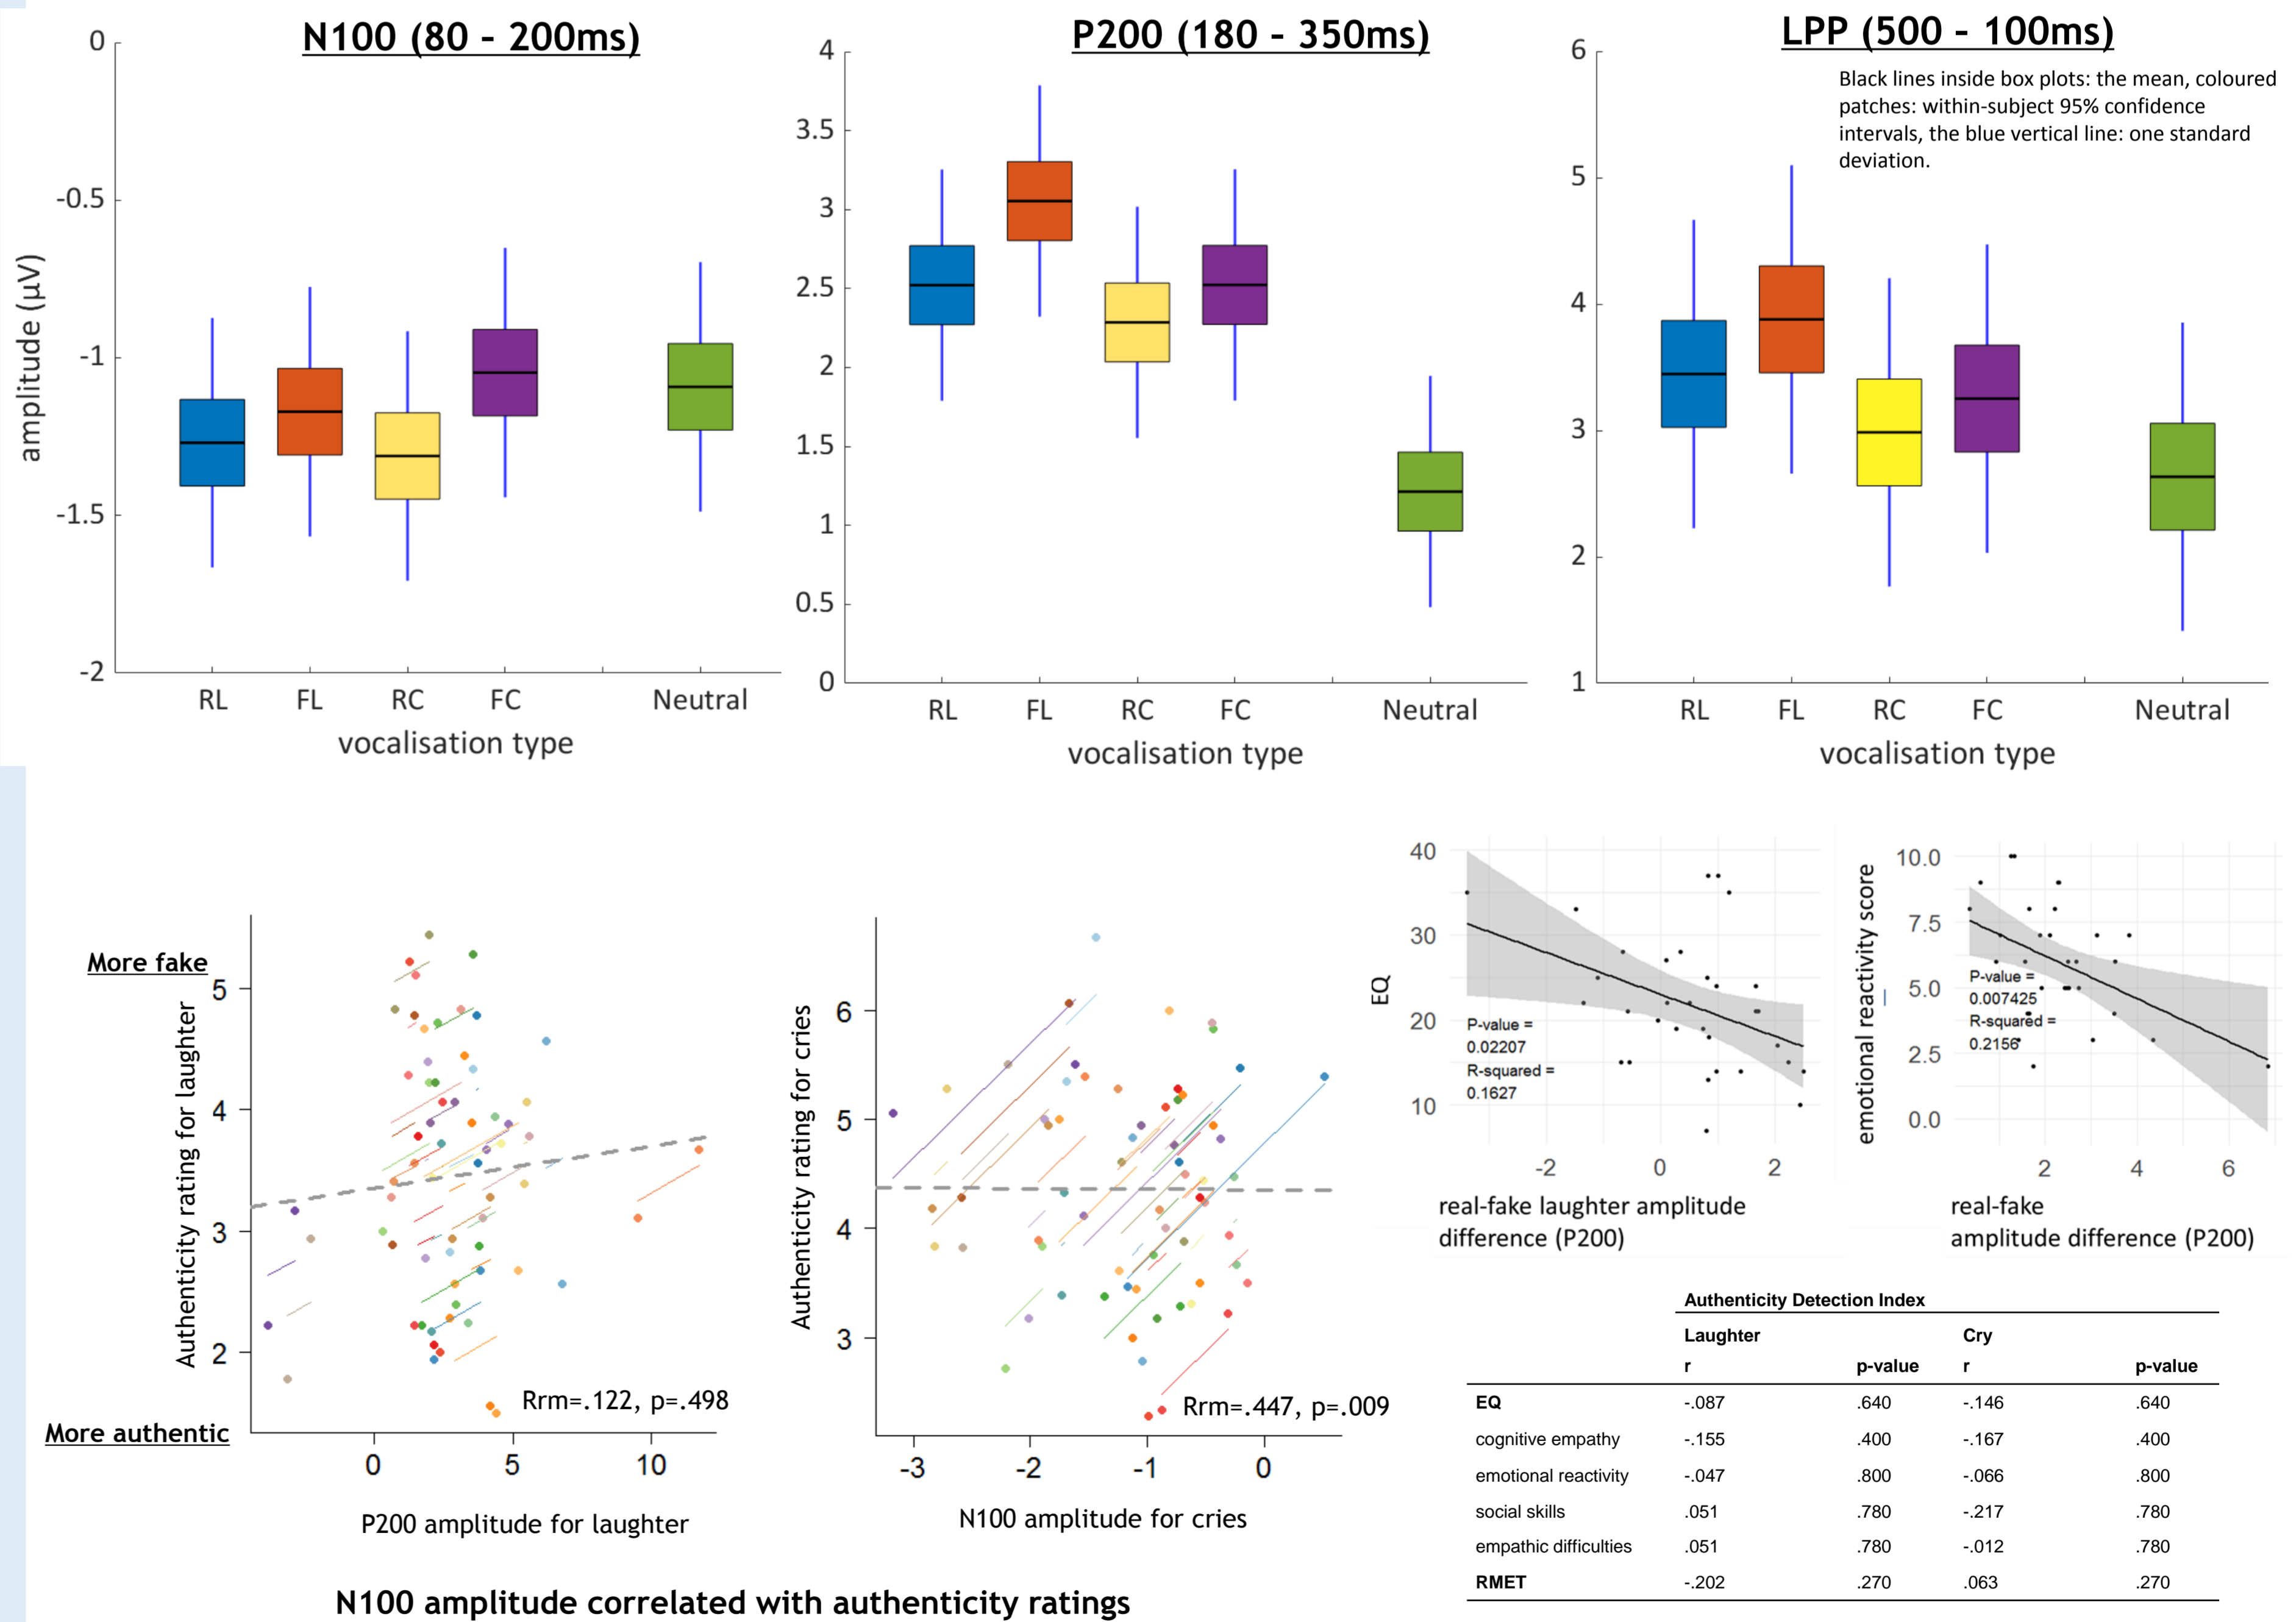 N100 (80 - 200ms)
0
-0.5
-1
-1.5
-2
amplitude (µV)
RL FL RC FC Neutral
vocalisation type
P200 (180 - 350ms)
4
3.5
3
2.5
2
1.5
1
0.5
0
RL FL RC FC Neutral
vocalisation type
LPP (500 - 100ms)
Black lines inside box plots: the mean, coloured
patches: within-subject 95% confidence
intervals, the blue vertical line: one standard
deviation.
6
5
4
3
2
1
RL FL RC FC Neutral
vocalisation type
More fake
More authentic
Authenticity rating for laughter
5
4
3
2
Rrm=.122, p=.498
0 5 10
P200 amplitude for laughter
Authenticity rating for cries
6
5
4
3
Rrm=.447, p=.009
-3 -2 -1 0
N100 amplitude for cries
N100 amplitude correlated with authenticity ratings
EQ
40
30
20
10
P-value =
0.02207
R-squared =
0.1627
-2 0 2
real-fake laughter amplitude
difference (P200)
emotional reactivity score
10.0
7.5
5.0
2.5
0.0
P-value =
0.007425
R-squared =
0.2156
2 4 6
real-fake
amplitude difference (P200)
Authenticity Detection Index
Laughter Cry
r p-value r p-value
EQ -.087 .640 -.146 .640
cognitive empathy -.155 .400 -.167 .400
emotional reactivity -.047 .800 -.066 .800
social skills .051 .780 -.217 .780
empathic difficulties .051 .780 -.012 .780
RMET -.202 .270 .063 .270